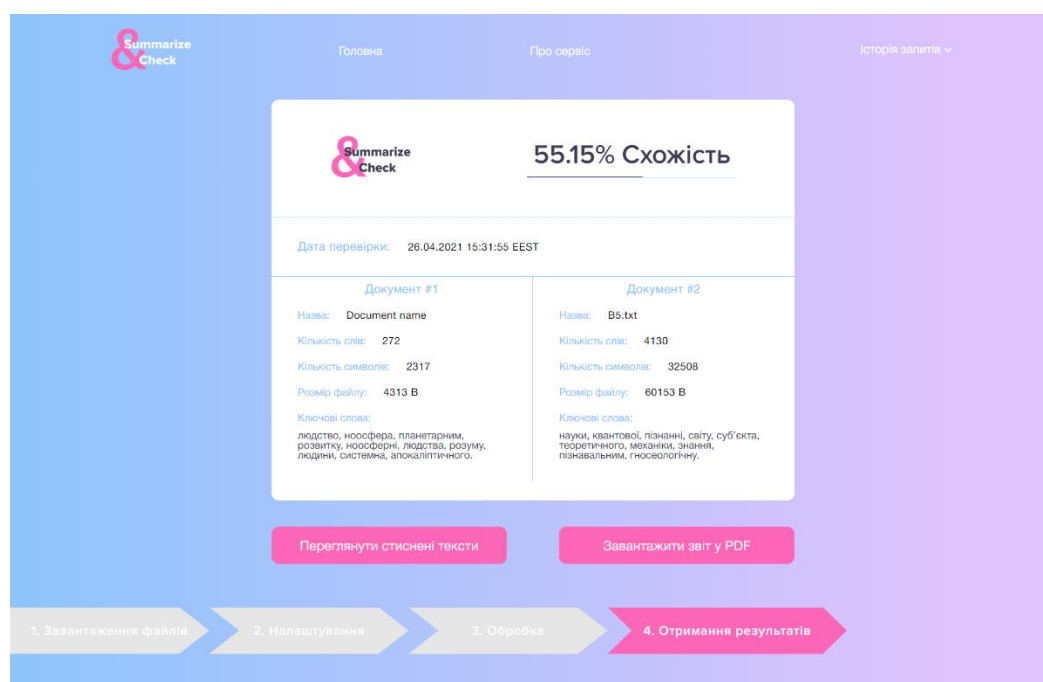 &
Summarize
Check
Головна
Про сервіс
Історія запитів
&
Summarize
Check
55.15% Схожість
Дата перевірки: 26.04.2021 15:31:55 EEST
Документ #1
Назва: Document name
Кількість слів: 272
Кількість символів: 2317
Розмір файлу: 4313 B
Ключові слова:
людство, ноосфера, планетарним,
розвитку, ноосферні, людства, розуму,
людини, системна, апокаліптичного.
Документ #2
Назва: B5.txt
Кількість слів: 4130
Кількість символів: 32508
Розмір файлу: 60153 B
Ключові слова:
науки, квантової, пізнанні, світу, суб'єкта,
теоретичного, механіки, знання,
пізнавальним, гносеологічну.
Переглянути стиснені тексти
Завантажити звіт у PDF
1. Завантаження файлів
2. Налаштування
3. Обробка
4. Отримання результатів